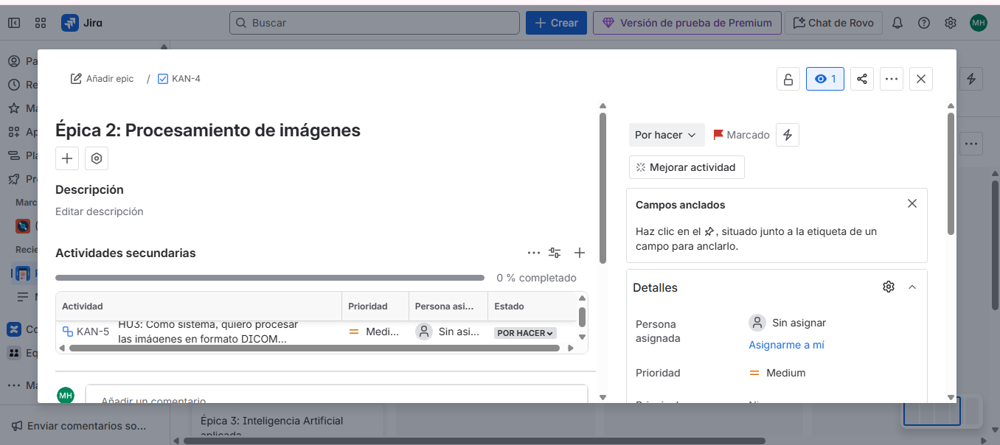 Jira
Buscar
Crear
Versión de prueba de Premium
Chat de Rovo
MH
Pa
Re
Ma
Ap
Pla
Pro
Marc
Recie
Co
Eq
Má
Enviar comentarios so...
Añadir epic / KAN-4
1
Épica 2: Procesamiento de imágenes
Descripción
Editar descripción
Actividades secundarias
0 % completado
Actividad Prioridad Persona asi... Estado
KAN-5 HU3: Como sistema, quiero procesar
las imágenes en formato DICOM... Medi... Sin asi... POR HACER
MH
Añadir un comentario
Por hacer
Marcado
Mejorar actividad
Campos anclados
Haz clic en el , situado junto a la etiqueta de un
campo para anclarlo.
Detalles
Persona
asignada
Sin asignar
Asignarme a mí
Prioridad
Medium
Épica 3: Inteligencia Artificial
aplicada